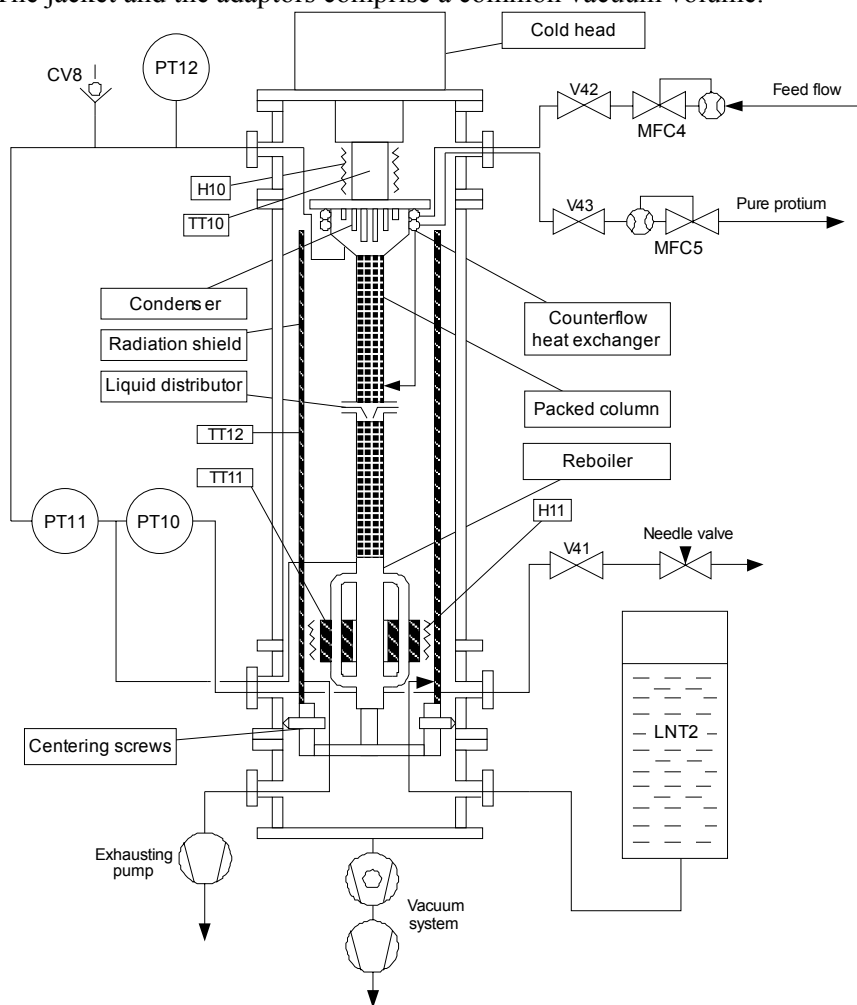 The jacket and the adaptors comprise a common vacuum volume.
Cold head
CV8
PT12
V42
Feed flow
MFC4
H10
TT10
V43
Pure protium
MFC5
Condenser
Radiation shield
Liquid distributor
Counterflow
heat exchanger
Packed column
TT12
TT11
Reboiler
H11
PT11
PT10
V41
Needle valve
LNT2
Centering screws
Exhausting
pump
Vacuum
system